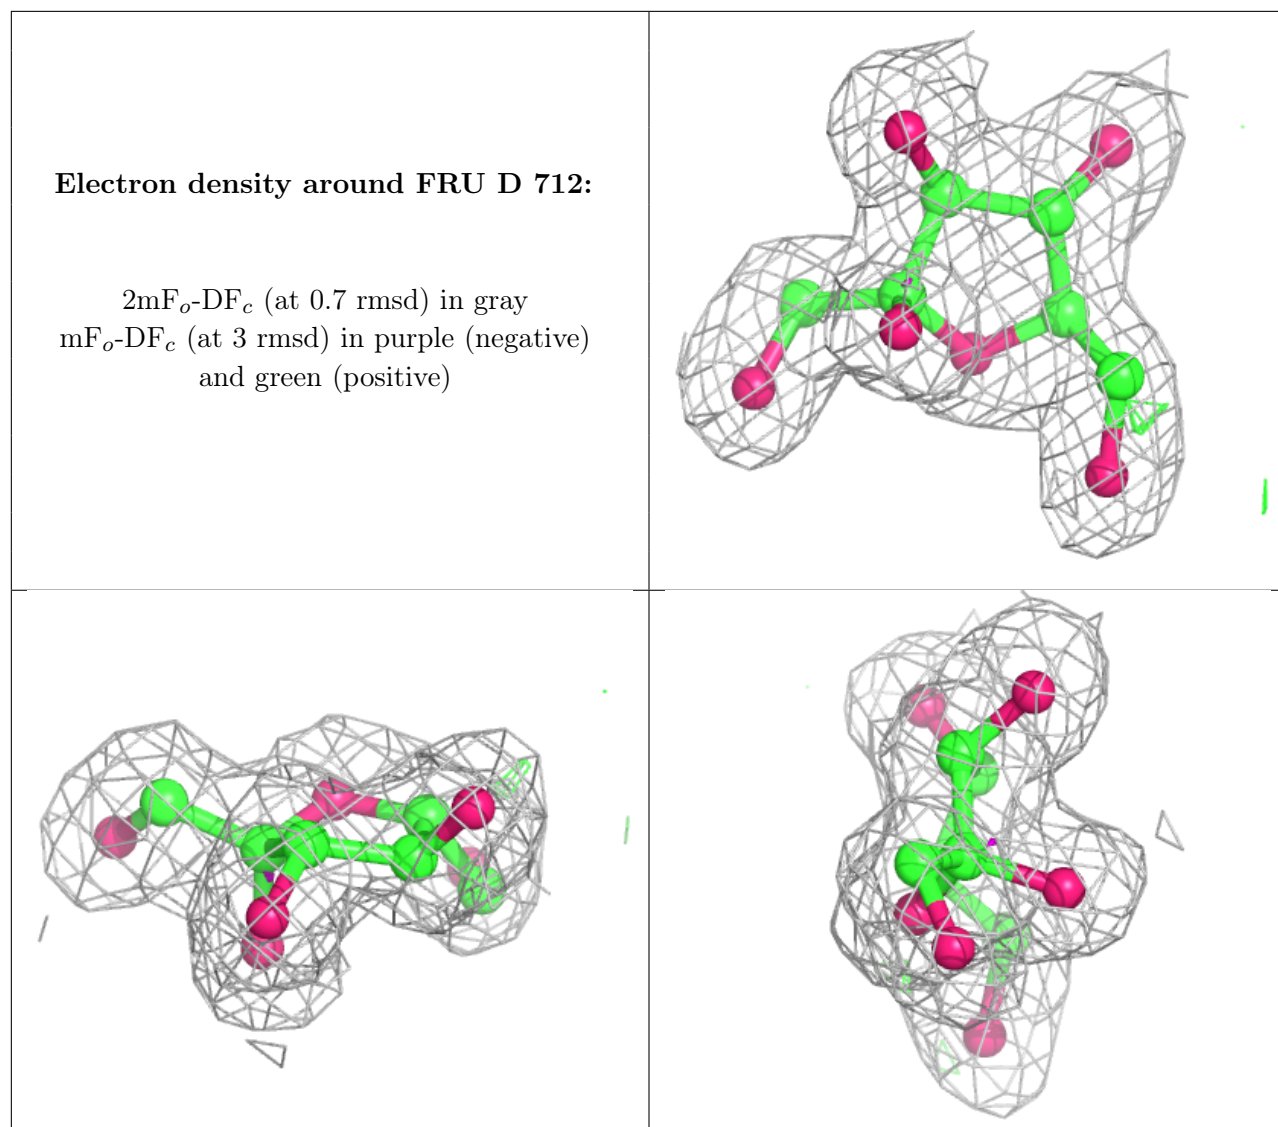 Electron density around FRU D 712:
2mFₒ-DF𝒸 (at 0.7 rmsd) in gray
mFₒ-DF𝒸 (at 3 rmsd) in purple (negative)
and green (positive)